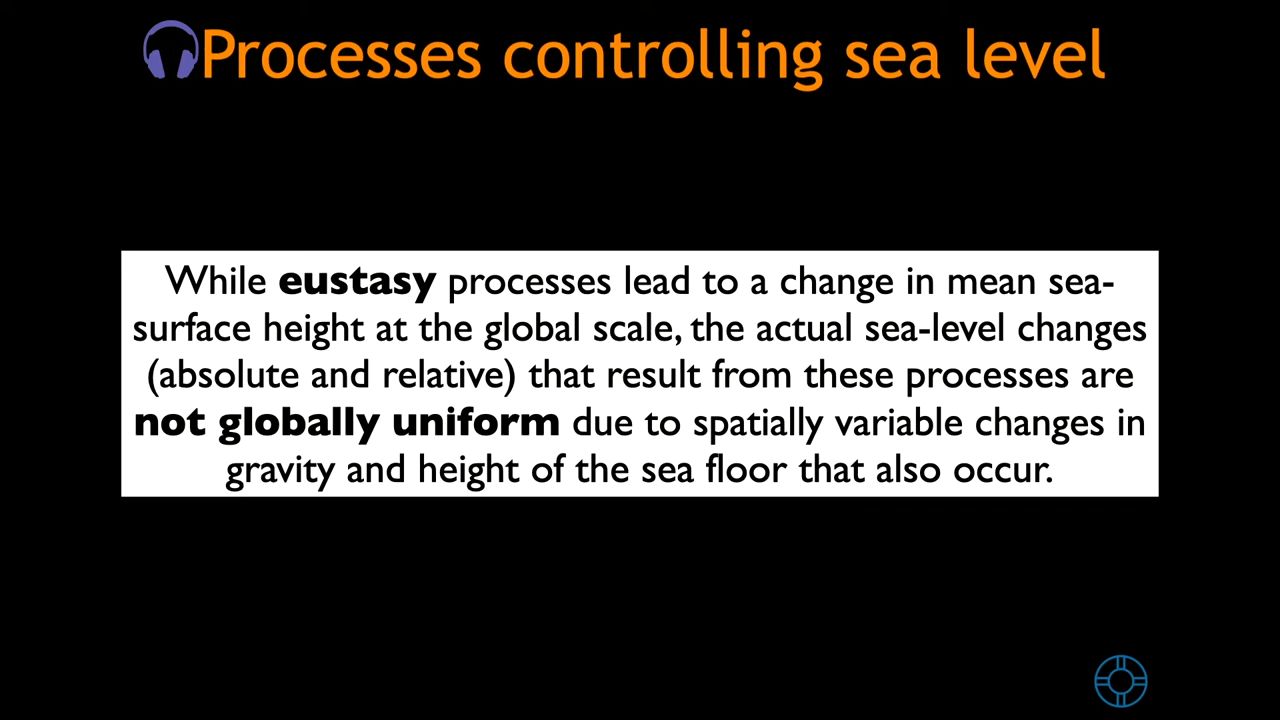 Processes controlling sea level
While eustasy processes lead to a change in mean sea-
surface height at the global scale, the actual sea-level changes
(absolute and relative) that result from these processes are
not globally uniform due to spatially variable changes in
gravity and height of the sea floor that also occur.